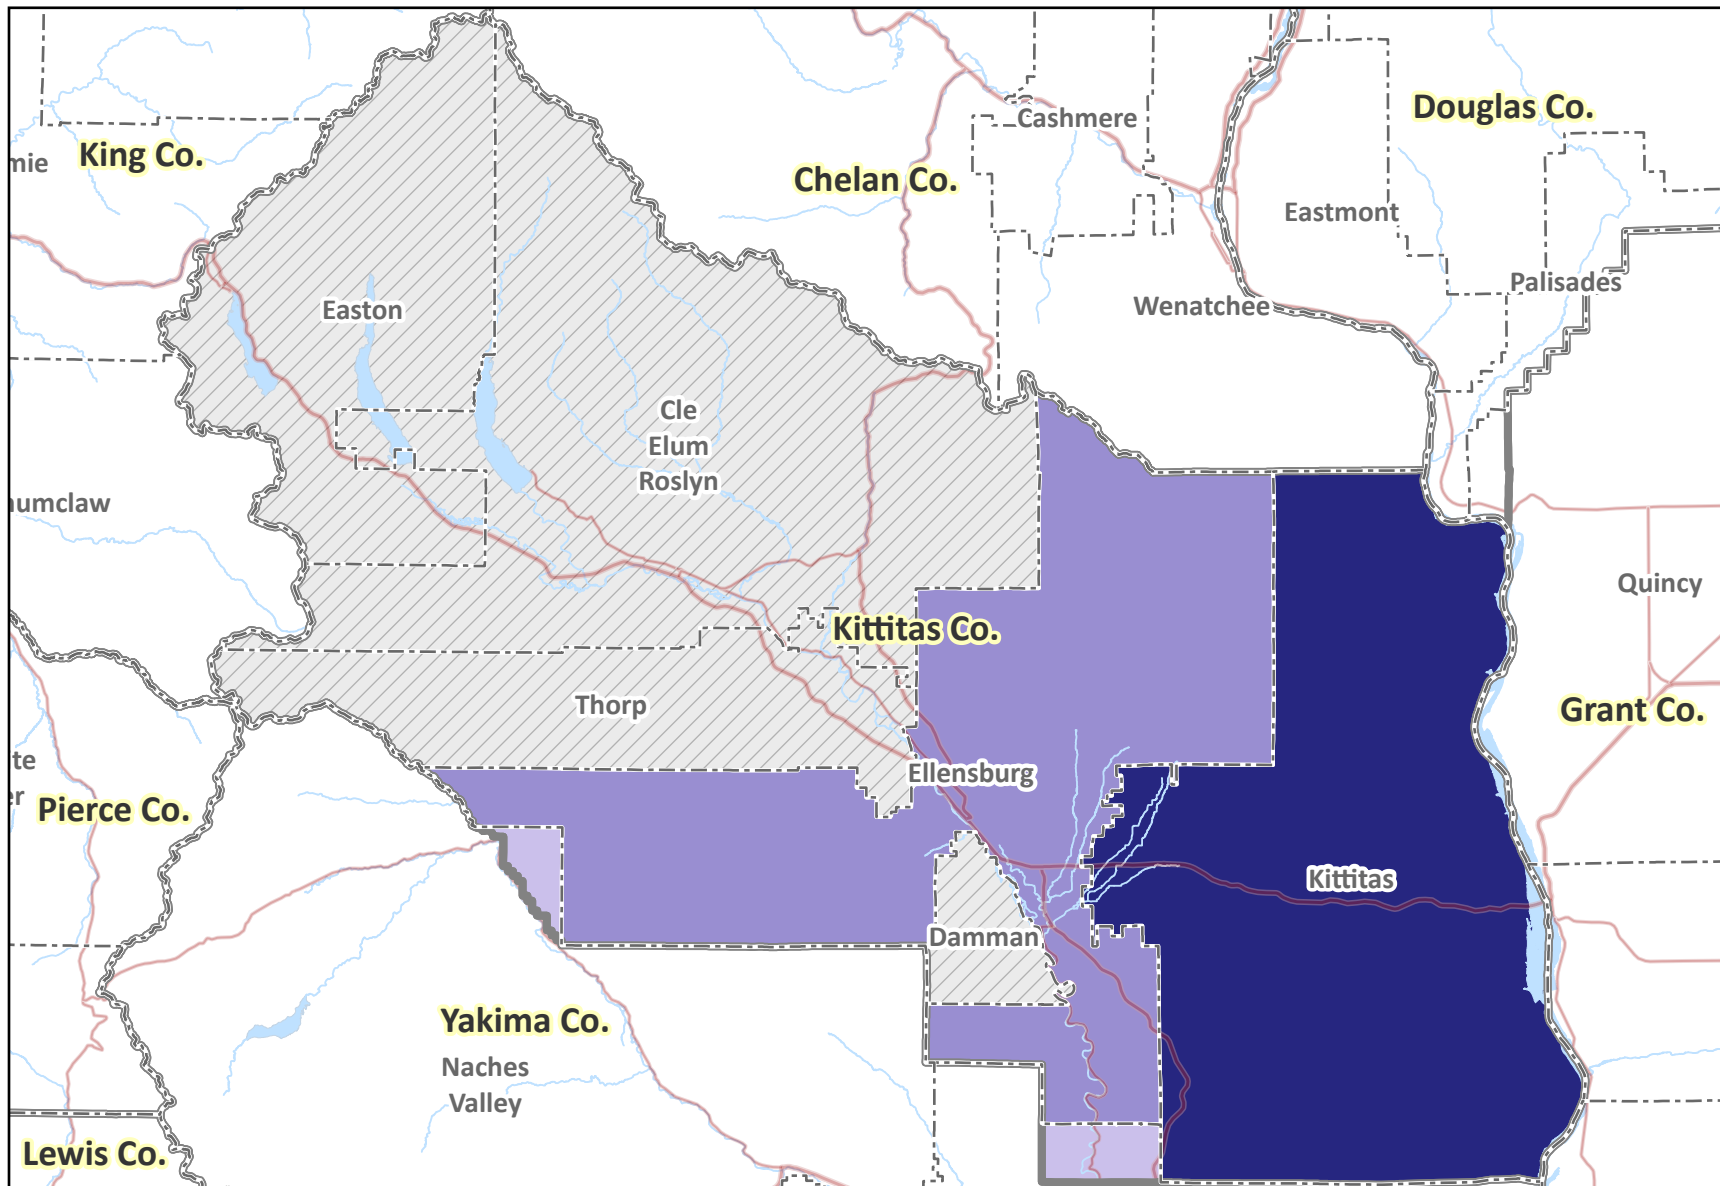 Douglas Co.
Cashmere
King Co.
mie
Chelan Co.
Eastmont
Palisades
Easton
Wenatchee
Cle
Elum
Roslyn
umclaw
Quincy
Kittitas Co.
Thorp
Grant Co.
te
er
Ellensburg
Pierce Co.
Kittitas
Damman
Yakima Co.
Naches
Valley
Lewis Co.